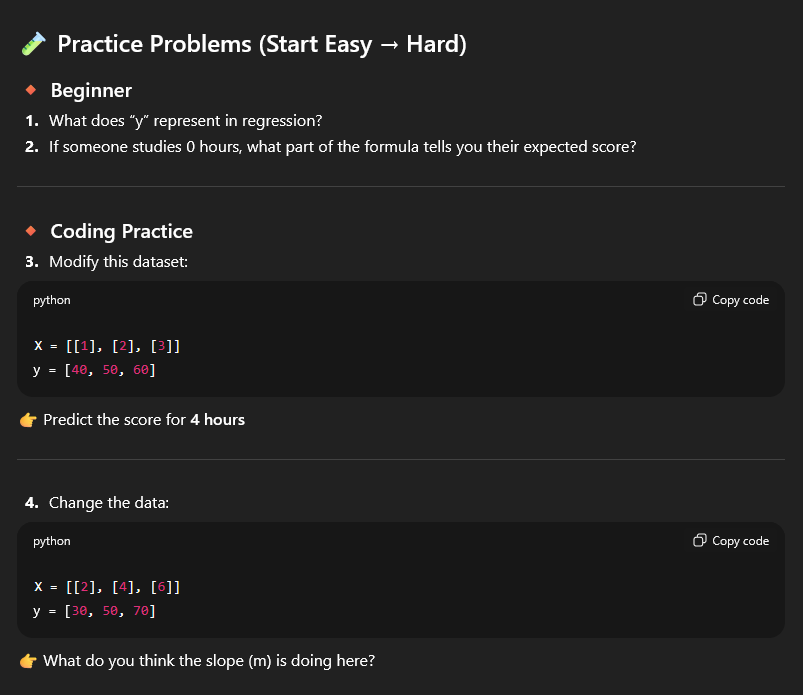 Practice Problems (Start Easy → Hard)
Beginner
1. What does “y” represent in regression?
2. If someone studies 0 hours, what part of the formula tells you their expected score?
Coding Practice
3. Modify this dataset:
python Copy code
X = [[1], [2], [3]]
y = [40, 50, 60]
👉 Predict the score for 4 hours
4. Change the data:
python Copy code
X = [[2], [4], [6]]
y = [30, 50, 70]
👉 What do you think the slope (m) is doing here?